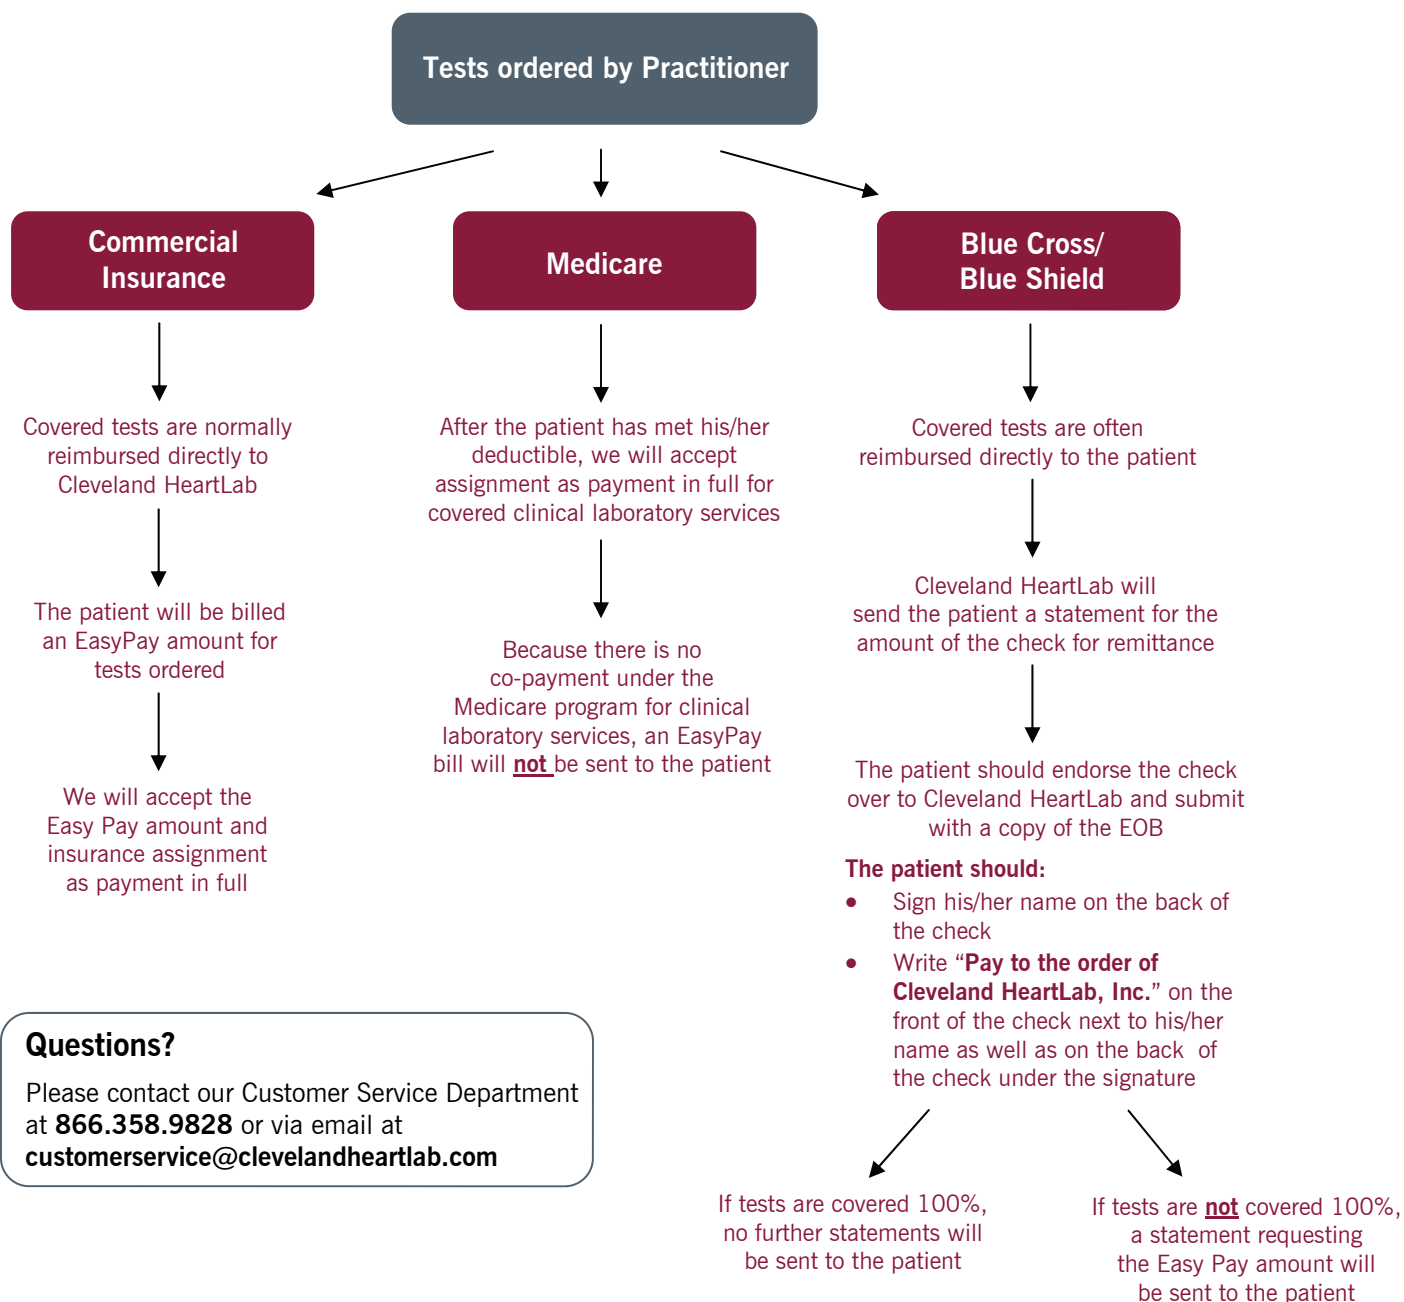 Tests ordered by Practitioner
Commercial
Insurance
Covered tests are normally
reimbursed directly to
Cleveland HeartLab
The patient will be billed
an EasyPay amount for
tests ordered
We will accept the
Easy Pay amount and
insurance assignment
as payment in full
Medicare
After the patient has met his/her
deductible, we will accept
assignment as payment in full for
covered clinical laboratory services
Because there is no
co-payment under the
Medicare program for clinical
laboratory services, an EasyPay
bill will not be sent to the patient
Blue Cross/
Blue Shield
Covered tests are often
reimbursed directly to the patient
Cleveland HeartLab will
send the patient a statement for the
amount of the check for remittance
The patient should endorse the check
over to Cleveland HeartLab and submit
with a copy of the EOB
The patient should:
• Sign his/her name on the back of
the check
• Write “Pay to the order of
Cleveland HeartLab, Inc.” on the
front of the check next to his/her
name as well as on the back of
the check under the signature
If tests are covered 100%,
no further statements will
be sent to the patient
If tests are not covered 100%,
a statement requesting
the Easy Pay amount will
be sent to the patient
Questions?
Please contact our Customer Service Department
at 866.358.9828 or via email at
customerservice@clevelandheartlab.com